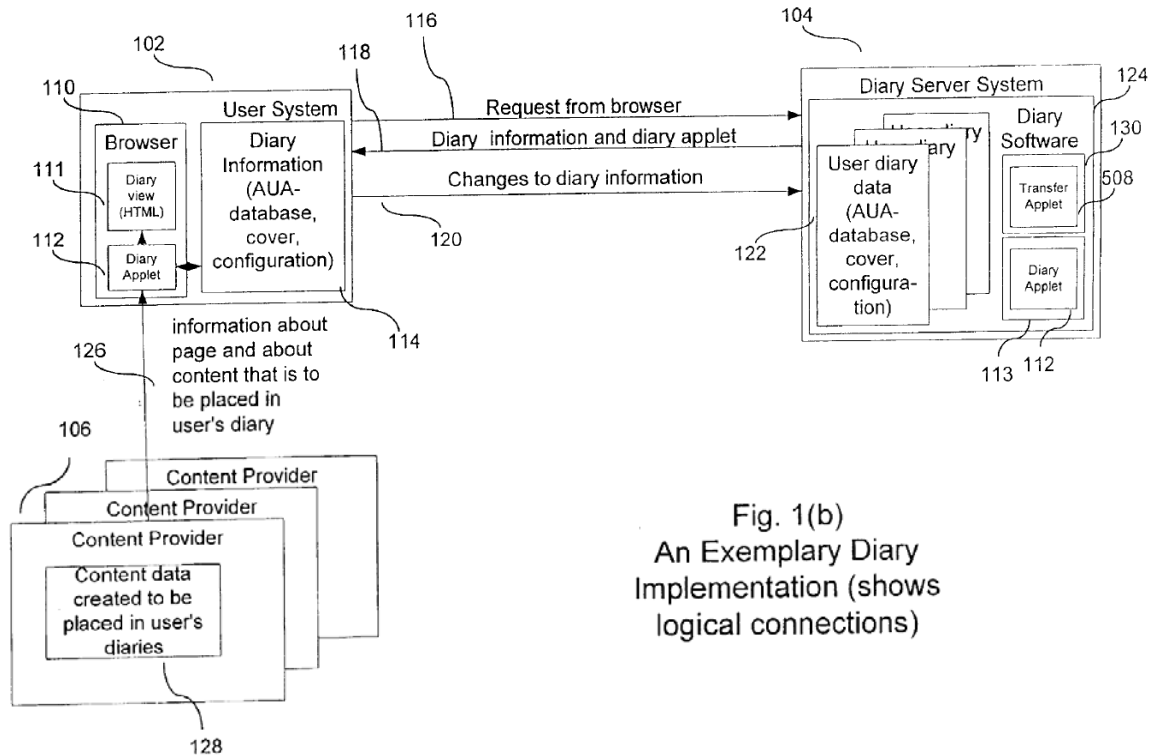 104
116
102
118
124
110
User System
Request from browser
Diary Server System
Browser
Diary
Information
(AUA-
database,
cover,
configuration)
Diary information and diary applet
User diary
User diary
Diary
Software
130
111
Diary
view
(HTML)
Changes to diary information
User diary
data
(AUA-
database,
cover,
configura-
tion)
Transfer
Applet
508
112
Diary
Applet
120
122
Diary
Applet
114
113
112
126
information about
page and about
content that is to
be placed in
user's diary
106
Content Provider
Content Provider
Content Provider
Content data
created to be
placed in user's
diaries
128
Fig. 1(b)
An Exemplary Diary
Implementation (shows
logical connections)